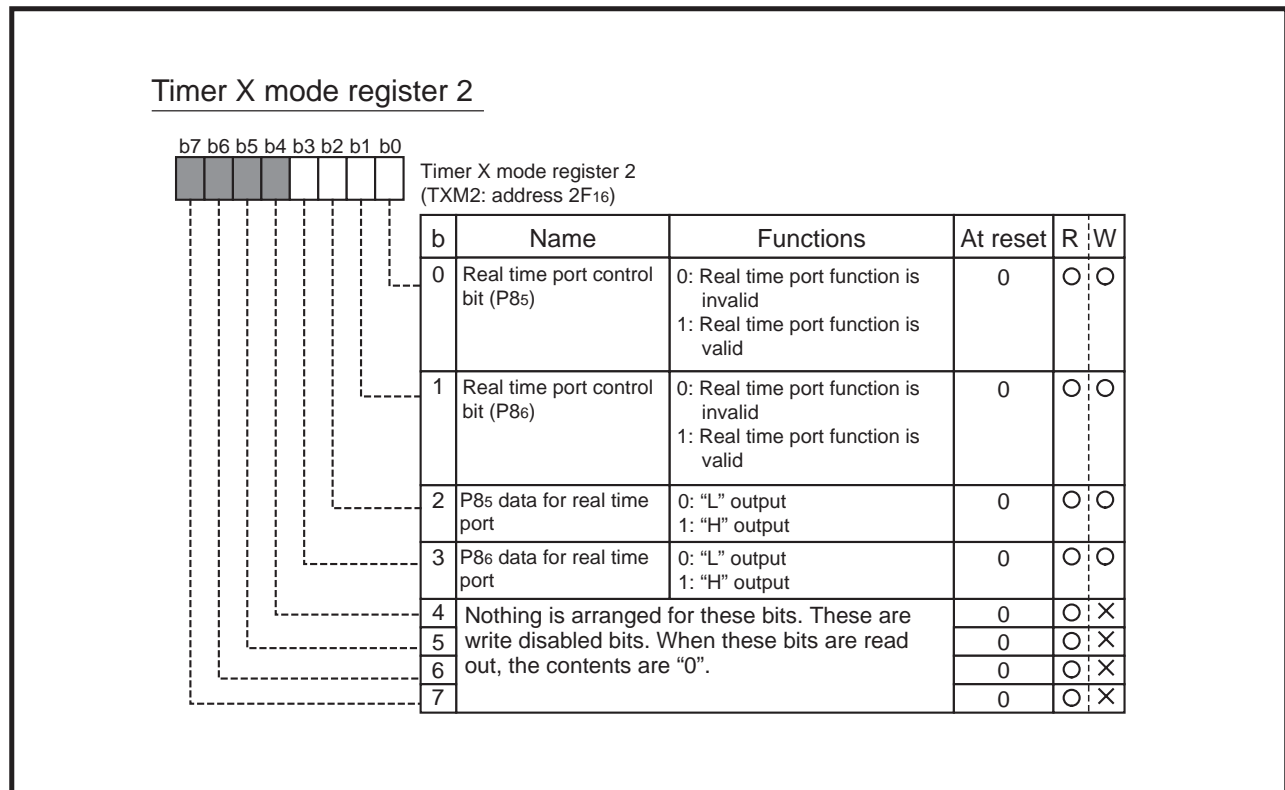 Timer X mode register 2
b7 b6 b5 b4 b3 b2 b1 b0
Timer X mode register 2
(TXM2: address 2F16)
b Name Functions At reset R W
0 Real time port control bit (P85) 0: Real time port function is invalid 1: Real time port function is valid 0 O O
1 Real time port control bit (P86) 0: Real time port function is invalid 1: Real time port function is valid 0 O O
2 P85 data for real time port 0: “L” output 1: “H” output 0 O O
3 P86 data for real time port 0: “L” output 1: “H” output 0 O O
4 Nothing is arranged for these bits. These are 0 O ×
5 write disabled bits. When these bits are read 0 O ×
6 out, the contents are “0”. 0 O ×
7 0 O ×